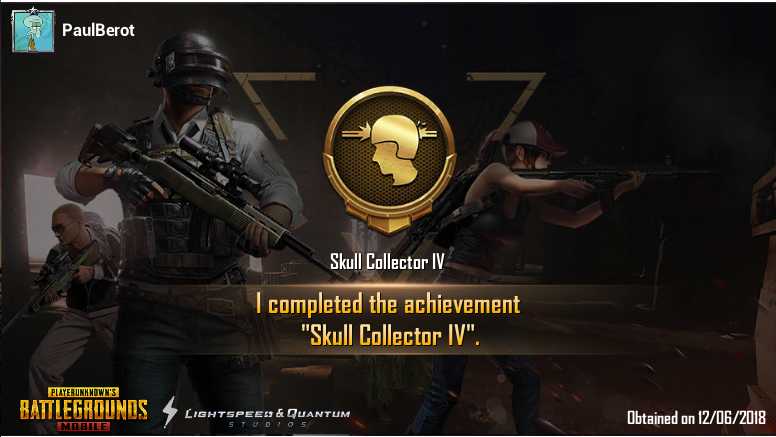 PaulBerot
Skull Collector IV
I completed the achievement
"Skull Collector IV".
PLAYERUNKNOWN'S
BATTLEGROUNDS
MOBILE
LIGHTSPEED & QUANTUM
STUDIOS
Obtained on 12/06/2018